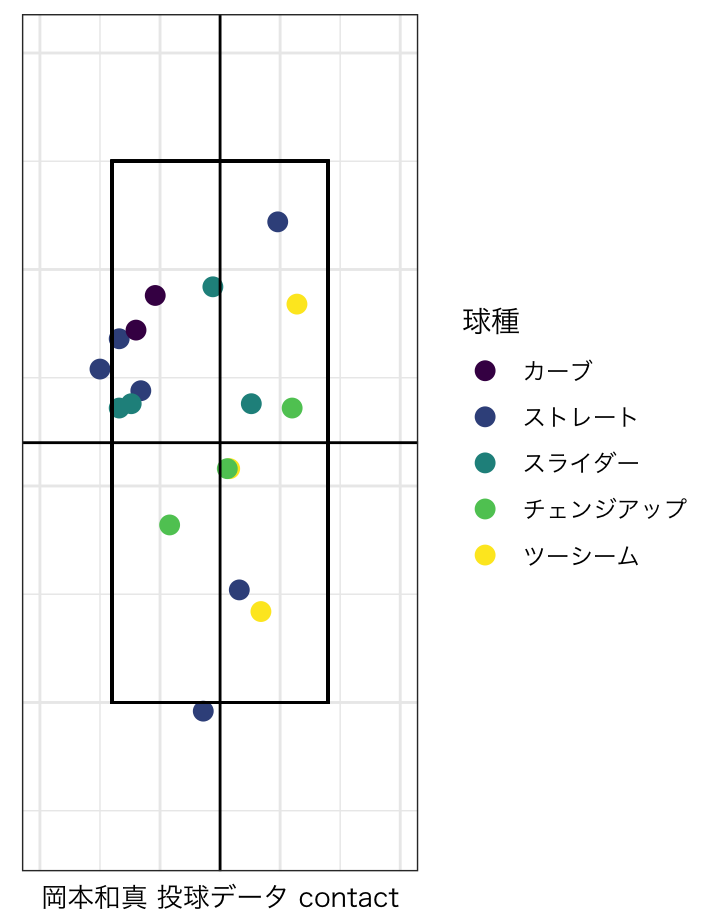 球種
カーブ
ストレート
スライダー
チェンジアップ
ツーシーム
岡本和真 投球データ contact